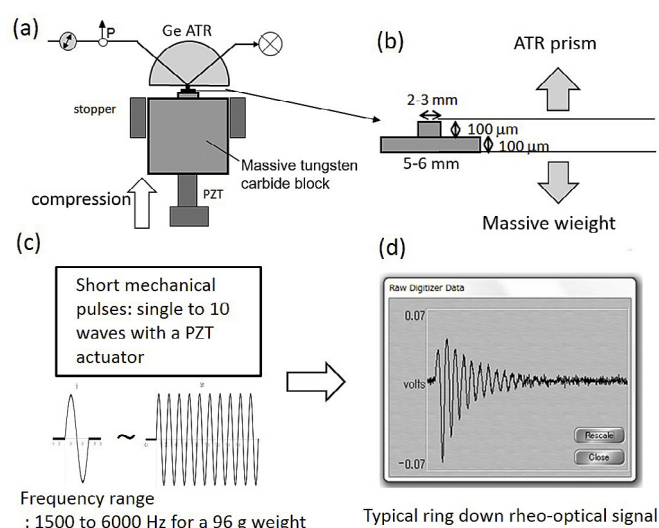 (a)
Ge ATR
P
stopper
Massive tungsten
carbide block
PZT
compression
(b)
ATR prism
2-3 mm
100 μm
100 μm
5-6 mm
Massive wieight
(c)
Short mechanical
pulses: single to 10
waves with a PZT
actuator
~
Frequency range
: 1500 to 6000 Hz for a 96 g weight
(d)
Raw Digitizer Data
0.07
volts
-0.07
Rescale
Close
Typical ring down rheo-optical signal